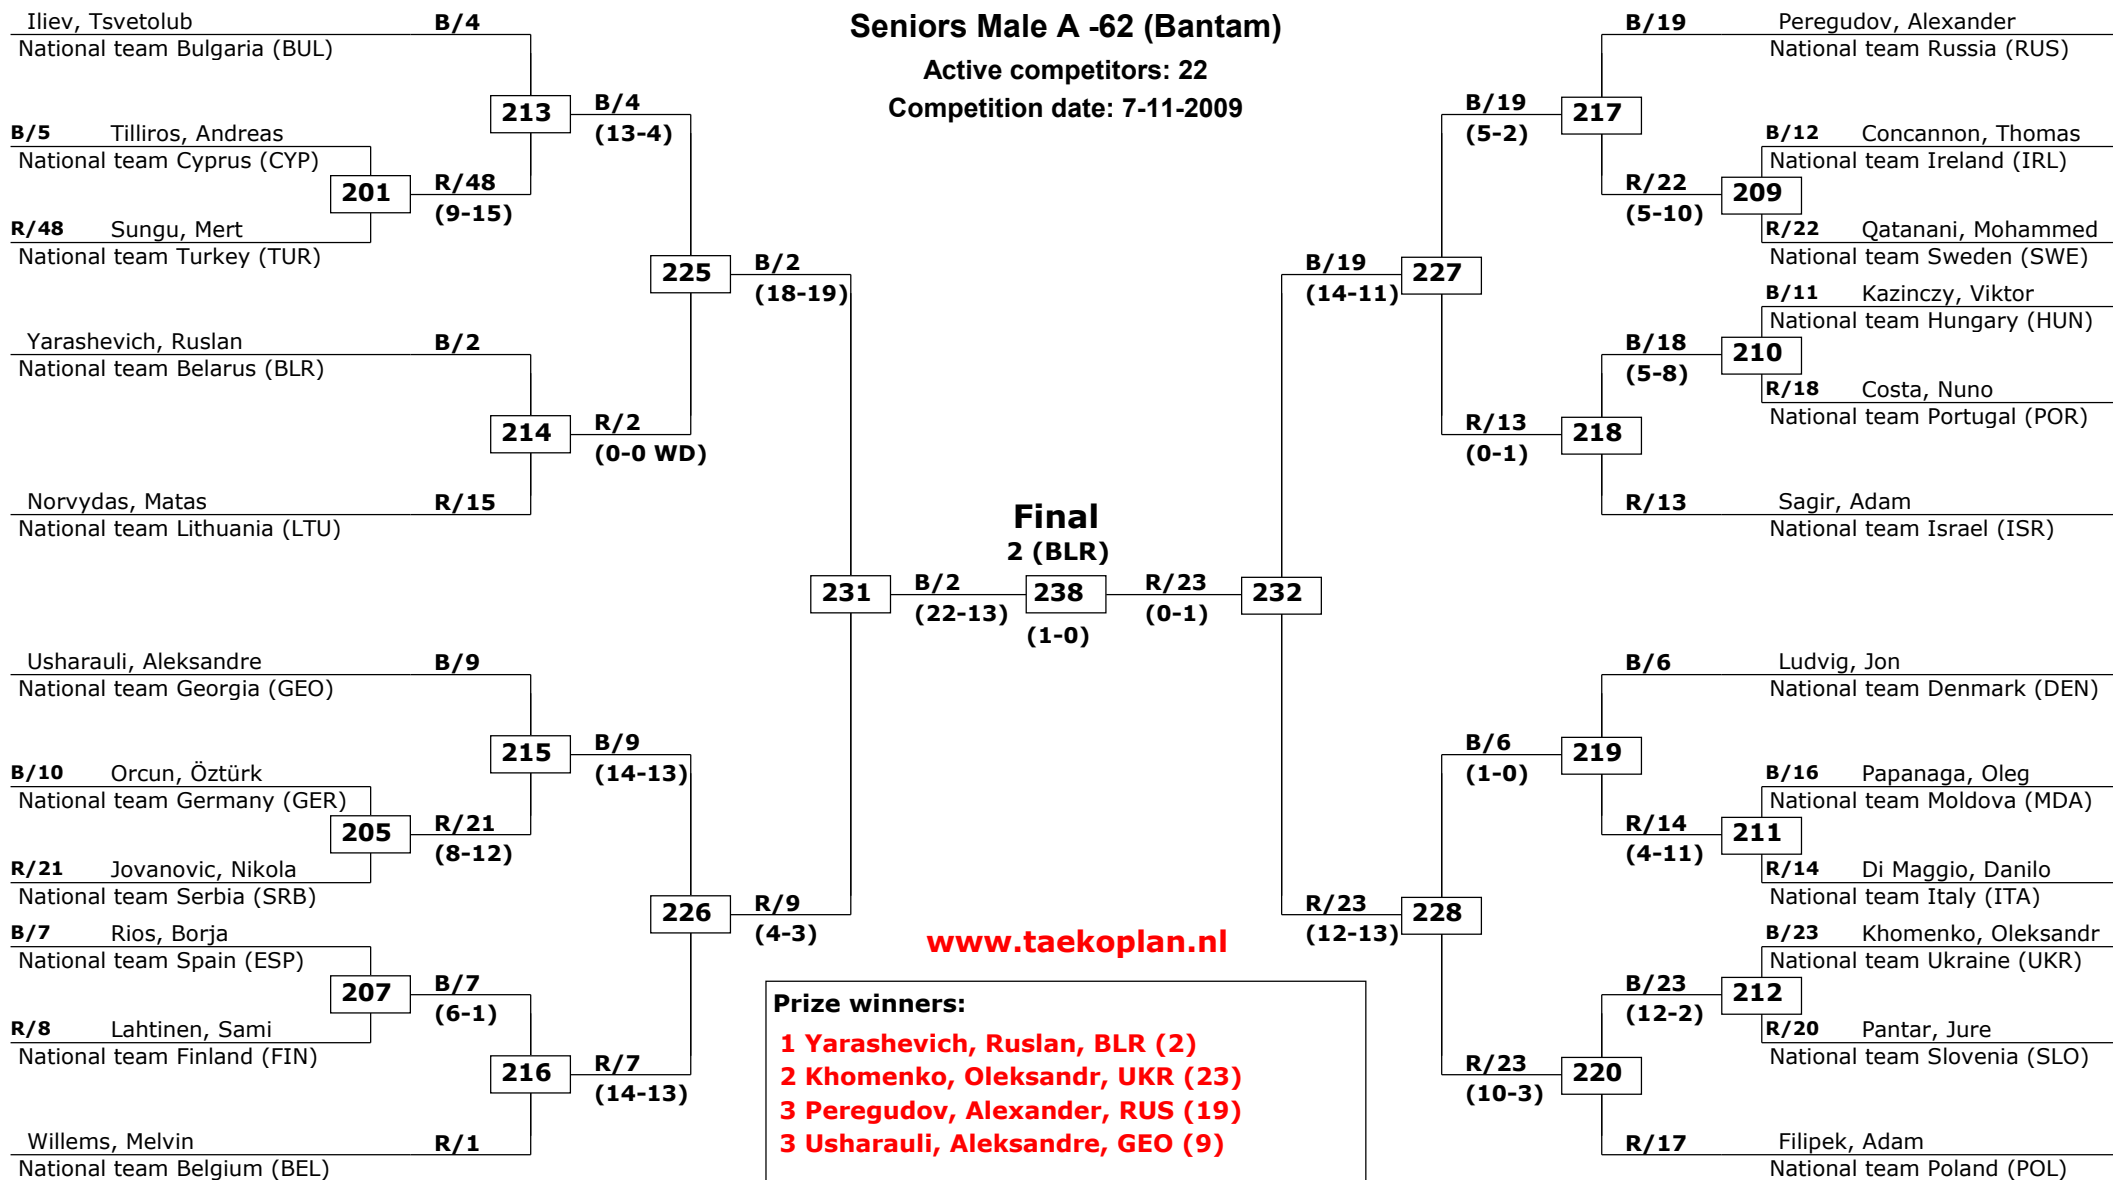 Seniors Male A -62 (Bantam)
Active competitors: 22
Competition date: 7-11-2009
Iliev, Tsvetolub B/4
National team Bulgaria (BUL)
213
B/4
(13-4)
B/5 Tilliros, Andreas
National team Cyprus (CYP)
201
R/48
(9-15)
R/48 Sungu, Mert
National team Turkey (TUR)
225
B/2
(18-19)
Yarashevich, Ruslan B/2
National team Belarus (BLR)
214
R/2
(0-0 WD)
Norvydas, Matas R/15
National team Lithuania (LTU)
231
B/2
(22-13)
Usharauli, Aleksandre B/9
National team Georgia (GEO)
215
B/9
(14-13)
B/10 Orcun, Öztürk
National team Germany (GER)
205
R/21
(8-12)
R/21 Jovanovic, Nikola
National team Serbia (SRB)
226
R/9
(4-3)
B/7 Rios, Borja
National team Spain (ESP)
207
B/7
(6-1)
R/8 Lahtinen, Sami
National team Finland (FIN)
216
R/7
(14-13)
Willems, Melvin R/1
National team Belgium (BEL)
Final
2 (BLR)
238
(1-0)
B/19 Peregudov, Alexander
National team Russia (RUS)
B/19
(5-2)
217
B/12 Concannon, Thomas
National team Ireland (IRL)
R/22
(5-10)
209
R/22 Qatanani, Mohammed
National team Sweden (SWE)
B/19
(14-11)
227
B/11 Kazinczy, Viktor
National team Hungary (HUN)
B/18
(5-8)
210
R/18 Costa, Nuno
National team Portugal (POR)
R/13
(0-1)
218
R/13 Sagir, Adam
National team Israel (ISR)
R/23
(0-1)
232
B/6 Ludvig, Jon
National team Denmark (DEN)
B/6
(1-0)
219
B/16 Papanaga, Oleg
National team Moldova (MDA)
R/14
(4-11)
211
R/14 Di Maggio, Danilo
National team Italy (ITA)
R/23
(12-13)
228
B/23 Khomenko, Oleksandr
National team Ukraine (UKR)
B/23
(12-2)
212
R/20 Pantar, Jure
National team Slovenia (SLO)
R/23
(10-3)
220
R/17 Filipek, Adam
National team Poland (POL)
www.taekoplan.nl
Prize winners:
1 Yarashevich, Ruslan, BLR (2)
2 Khomenko, Oleksandr, UKR (23)
3 Peregudov, Alexander, RUS (19)
3 Usharauli, Aleksandre, GEO (9)